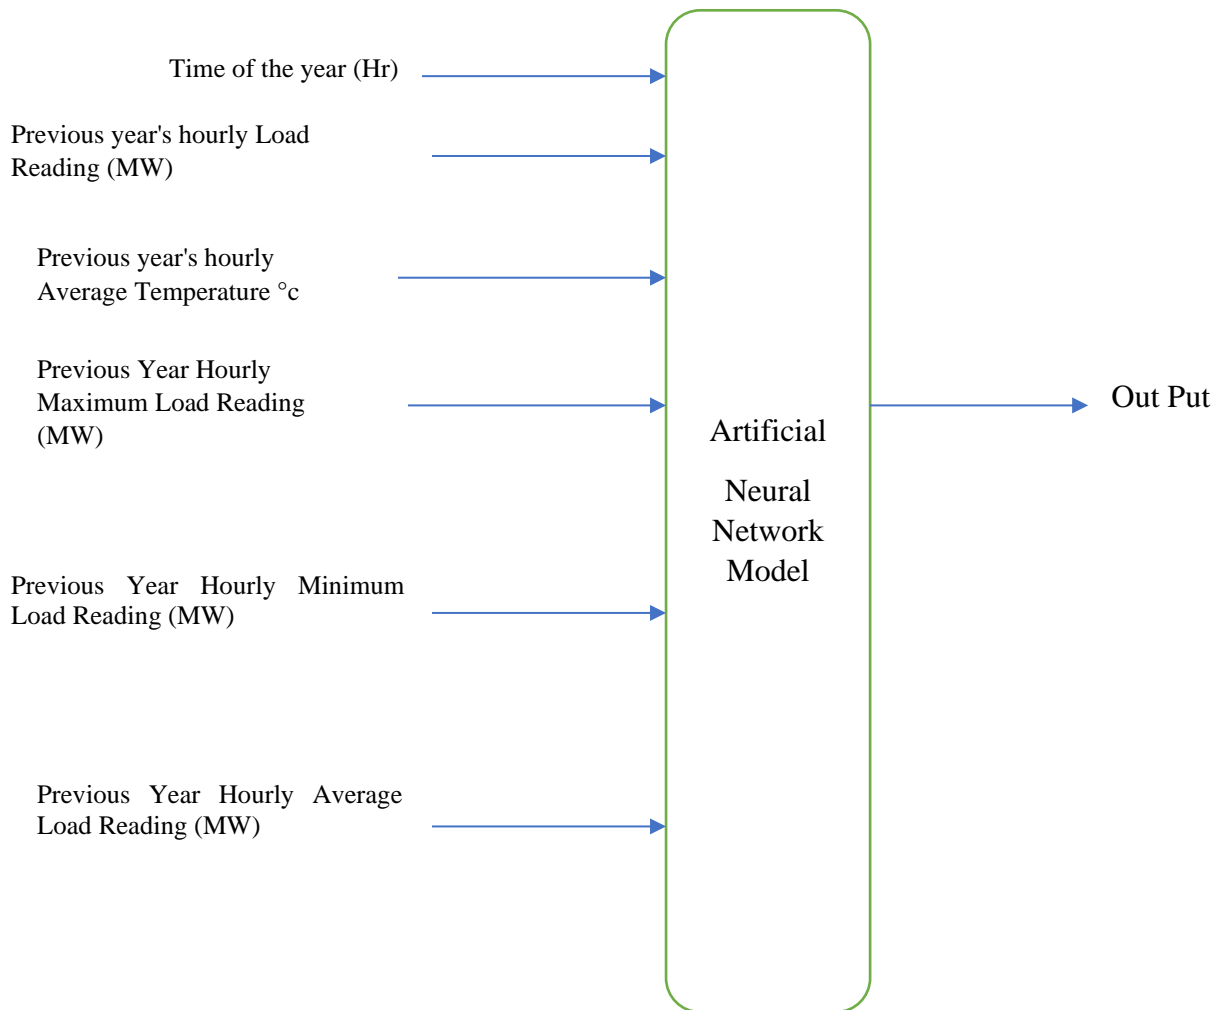 Time of the year (Hr)
Previous year's hourly Load
Reading (MW)
Previous year's hourly
Average Temperature °c
Previous Year Hourly
Maximum Load Reading
(MW)
Previous Year Hourly Minimum
Load Reading (MW)
Previous Year Hourly Average
Load Reading (MW)
Artificial
Neural
Network
Model
Out Put